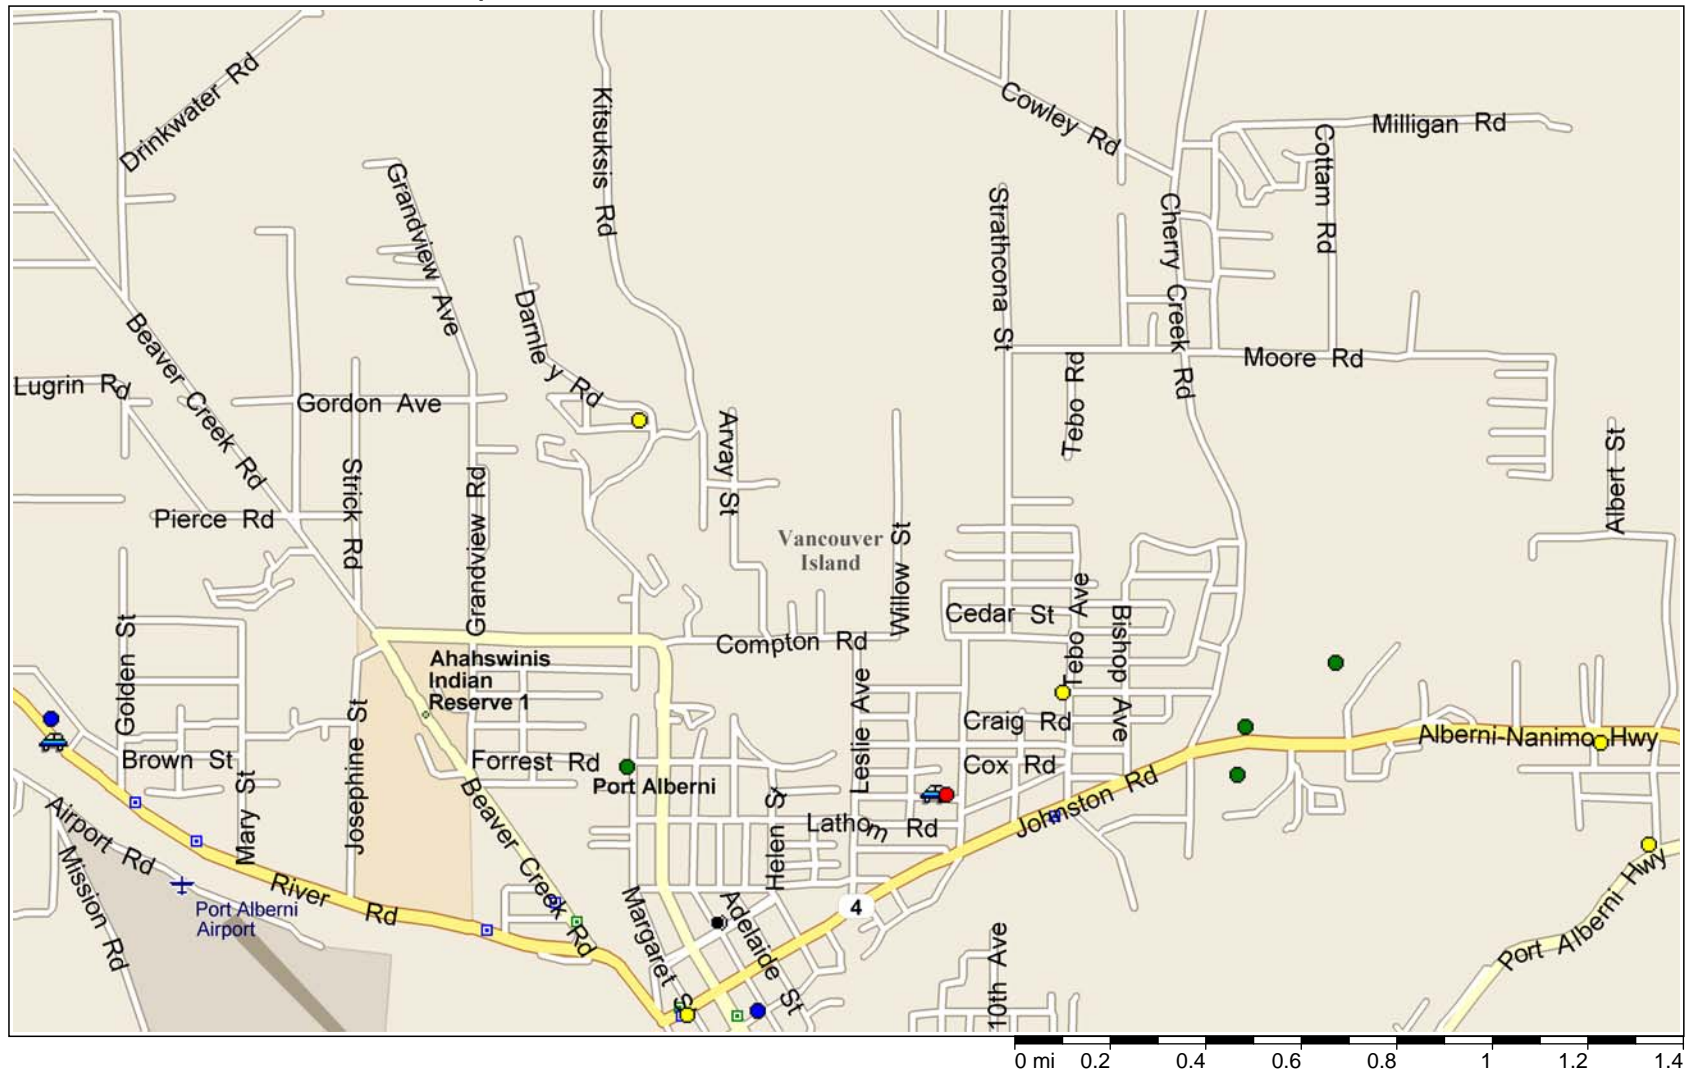 Drinkwater Rd
Kitsuksis Rd
Cowley Rd
Milligan Rd
Cottam Rd
Grandview Ave
Strathcona St
Cherry Creek Rd
Darnley Rd
Beaver Creek Rd
Moore Rd
Tebo Rd
Lugrin Rd
Gordon Ave
Arvay St
Albert St
Strick Rd
Grandview Rd
Pierce Rd
Willow St
Vancouver
Island
Golden St
Cedar St
Tebo Ave
Bishop Ave
Compton Rd
Ahahswinis
Indian
Reserve 1
Leslie Ave
Craig Rd
Josephine St
Brown St
Forrest Rd
Cox Rd
Alberni-Nanimo Hwy
Port Alberni
Mary St
Airport Rd
Beaver Creek Rd
Helen St
Lathom Rd
Johnston Rd
Mission Rd
River Rd
Port Alberni
Airport
4
Margaret St
Adelaide St
10th Ave
Port Alberni Hwy
0 mi 0.2 0.4 0.6 0.8 1 1.2 1.4